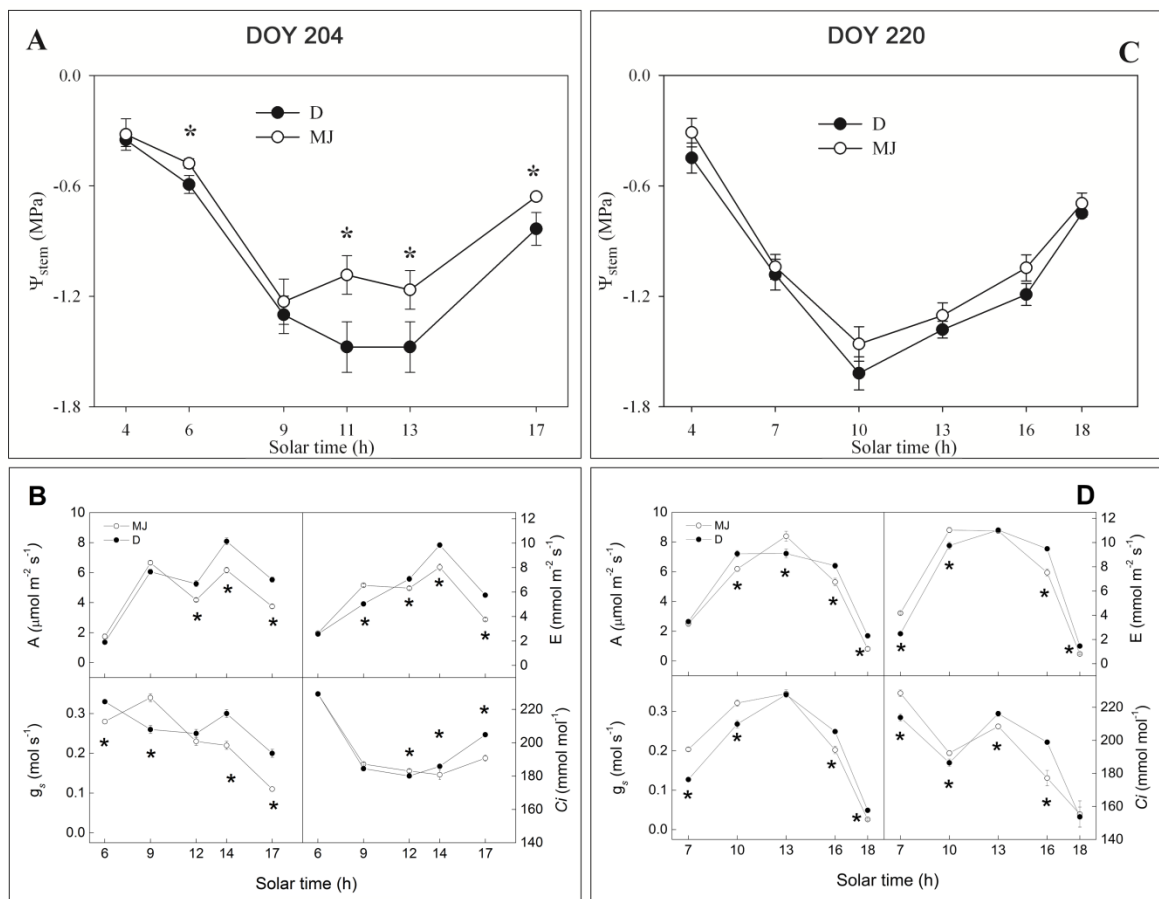 A
DOY 204
0.0
-0.6
-1.2
-1.8
Ψstem (MPa)
D
MJ
*
*
*
*
4 6 9 11 13 17
Solar time (h)
DOY 220
C
0.0
-0.6
-1.2
-1.8
Ψstem (MPa)
D
MJ
4 7 10 13 16 18
Solar time (h)
B
MJ
D
10
8
6
4
2
0
A (µmol m⁻² s⁻¹)
* * *
* * * *
12
10
8
6
4
2
0
E (mmol m⁻² s⁻¹)
0.3
0.2
0.1
0.0
gs (mol s⁻¹)
* * * *
* * *
220
200
180
160
140
Ci (mmol mol⁻¹)
6 9 12 14 17
6 9 12 14 17
Solar time (h)
D
MJ
D
10
8
6
4
2
0
A (µmol m⁻² s⁻¹)
* * * *
* * * *
12
10
8
6
4
2
0
E (mmol m⁻² s⁻¹)
0.3
0.2
0.1
0.0
gs (mol s⁻¹)
* * * *
* * * *
220
200
180
160
140
Ci (mmol mol⁻¹)
7 10 13 16 18
7 10 13 16 18
Solar time (h)